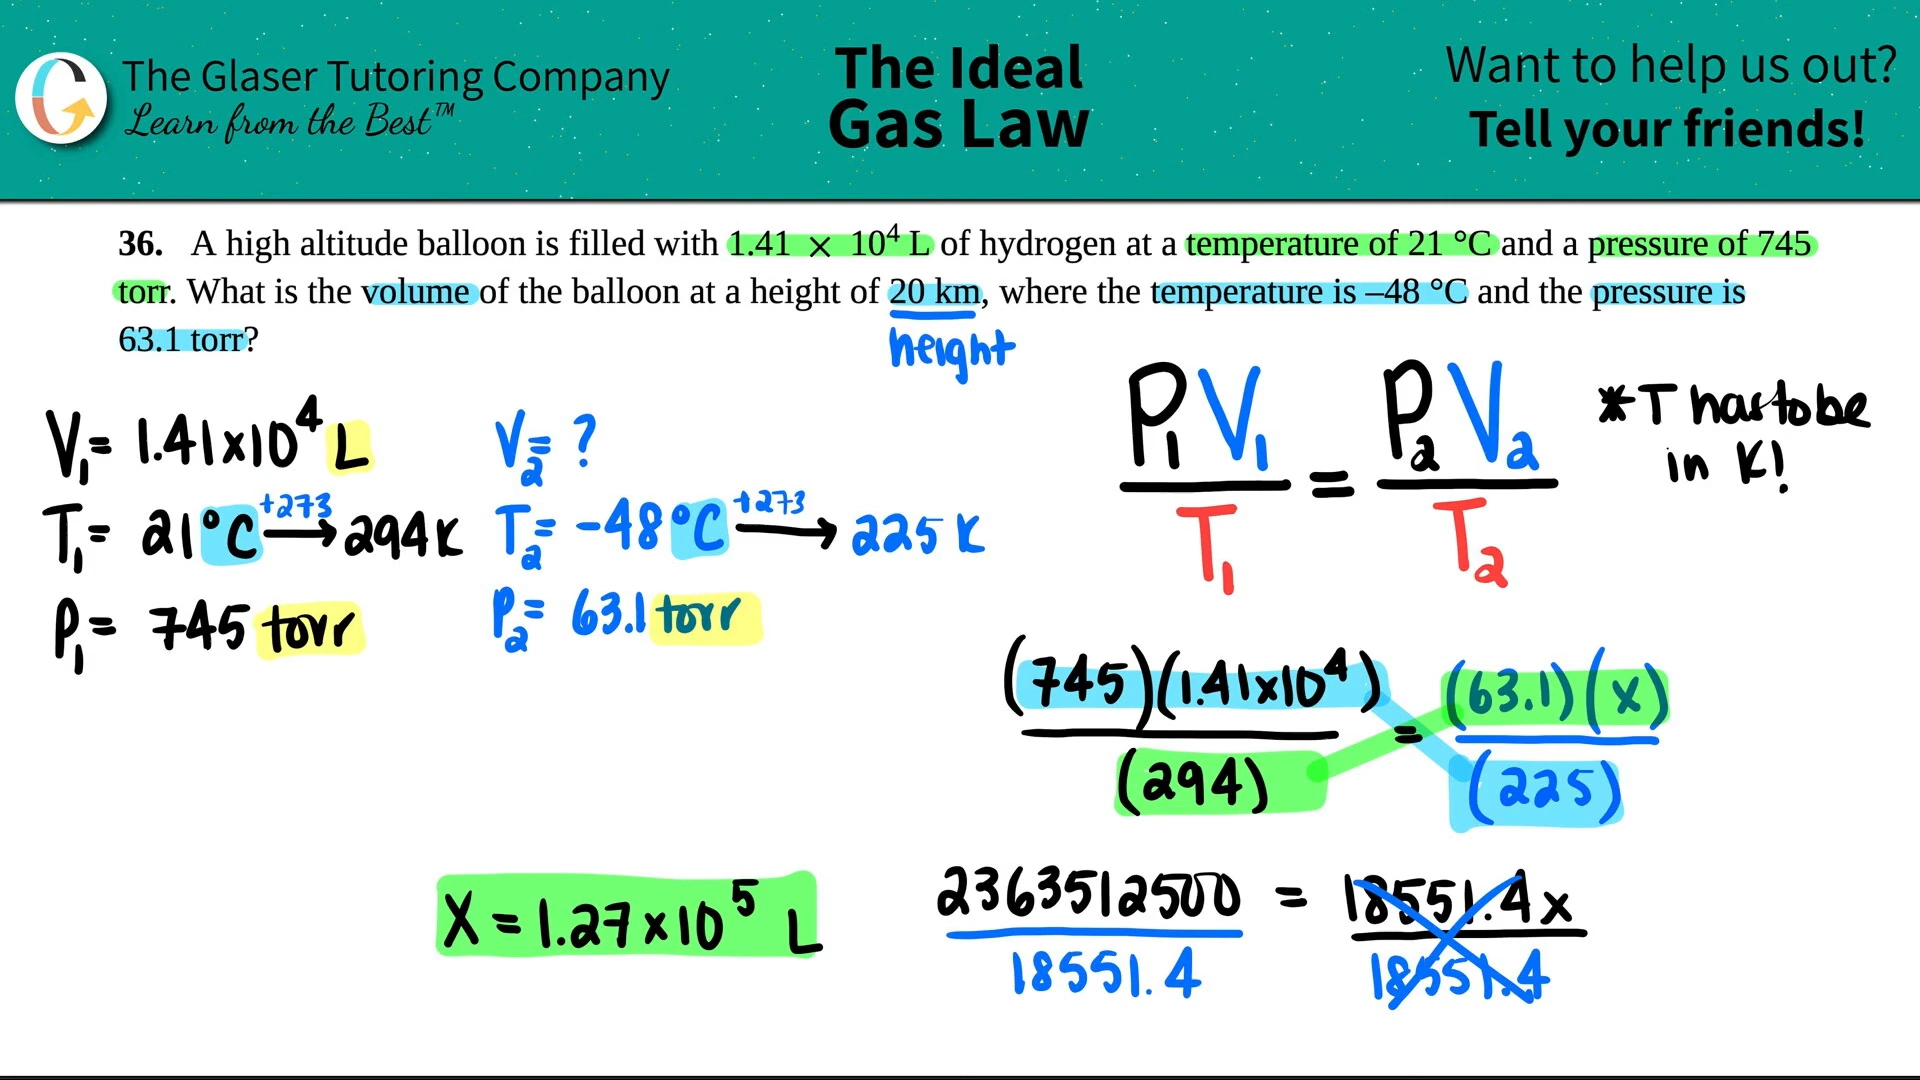 The Glaser Tutoring Company
Learn from the Best™
The Ideal
Gas Law
Want to help us out?
Tell your friends!
36. A high altitude balloon is filled with 1.41 × 10⁴ L of hydrogen at a temperature of 21 °C and a pressure of 745
torr. What is the volume of the balloon at a height of 20 km, where the temperature is –48 °C and the pressure is
63.1 torr?
height
V₁ = 1.41x10⁴ L
T₁ = 21°C +273 → 294 K
P₁ = 745 torr
V₂ = ?
T₂ = -48°C +273 → 225 K
P₂ = 63.1 torr
P₁V₁ = P₂V₂
T₁ T₂
*T has to be
in K!
(745)(1.41x10⁴) = (63.1)(x)
(294) (225)
2363512500 = 18551.4x
18551.4 18551.4
X = 1.27x10⁵ L